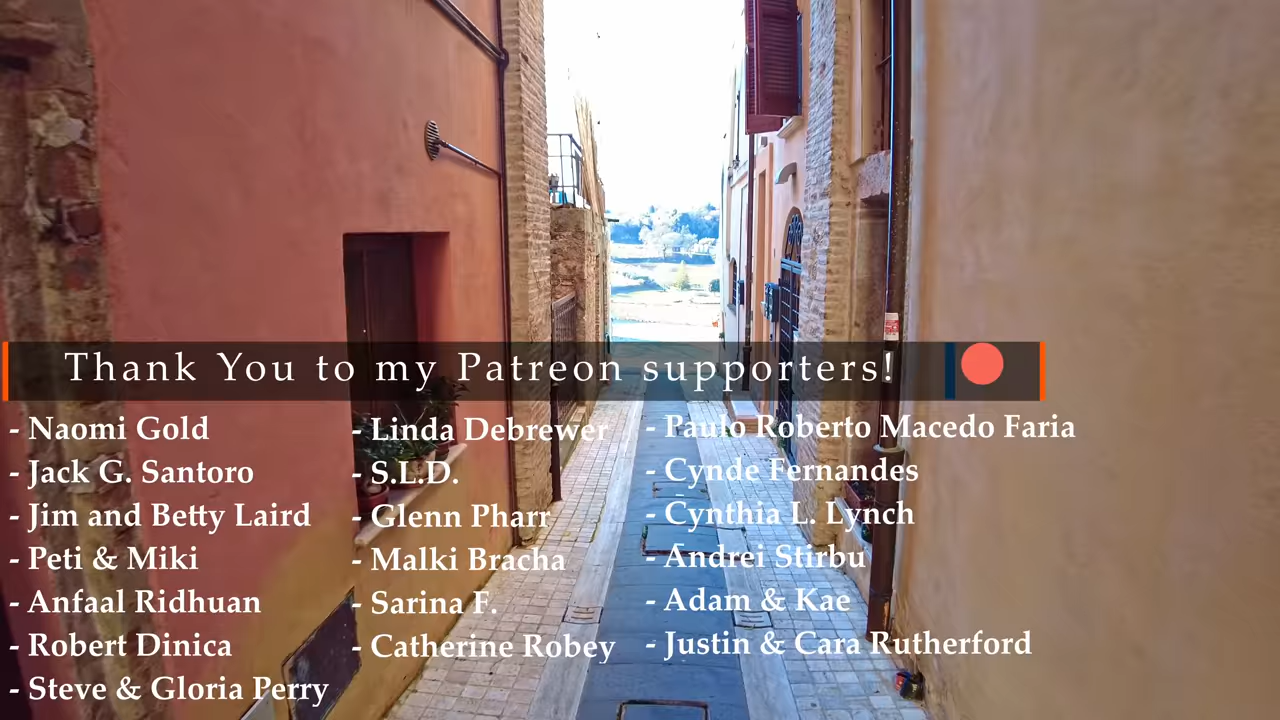 Thank You to my Patreon supporters!
- Naomi Gold
- Jack G. Santoro
- Jim and Betty Laird
- Peti & Miki
- Anfaal Ridhuan
- Robert Dinica
- Steve & Gloria Perry
- Linda Debrewer
- S.L.D.
- Glenn Pharr
- Malki Bracha
- Sarina F.
- Catherine Robey
- Paulo Roberto Macedo Faria
- Cynde Fernandes
- Cynthia L. Lynch
- Andrei Stirbu
- Adam & Kae
- Justin & Cara Rutherford